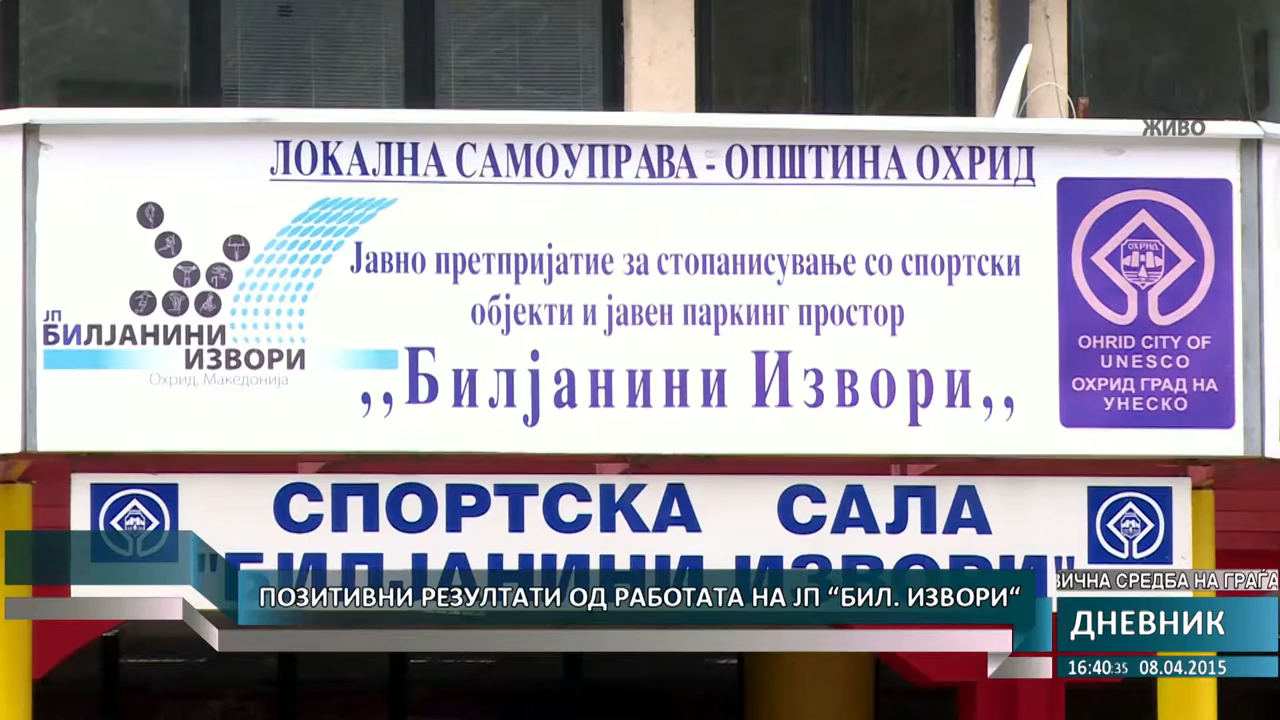 ЖИВО
ЛОКАЛНА САМОУПРАВА - ОПШТИНА ОХРИД
Јавно претпријатие за стопанисување со спортски
објекти и јавен паркинг простор
,,Билјанини Извори,,
ЈП
БИЛЈАНИНИ
ИЗВОРИ
Охрид, Македонија
ОХРИД
OHRID CITY OF
UNESCO
ОХРИД ГРАД НА
УНЕСКО
СПОРТСКА САЛА
"БИЛЈАНИНИ ИЗВОРИ"
ПОЗИТИВНИ РЕЗУЛТАТИ ОД РАБОТАТА НА ЈП “БИЛ. ИЗВОРИ“
СРЕДБА НА
ДНЕВНИК
16:40:35 08.04.2015